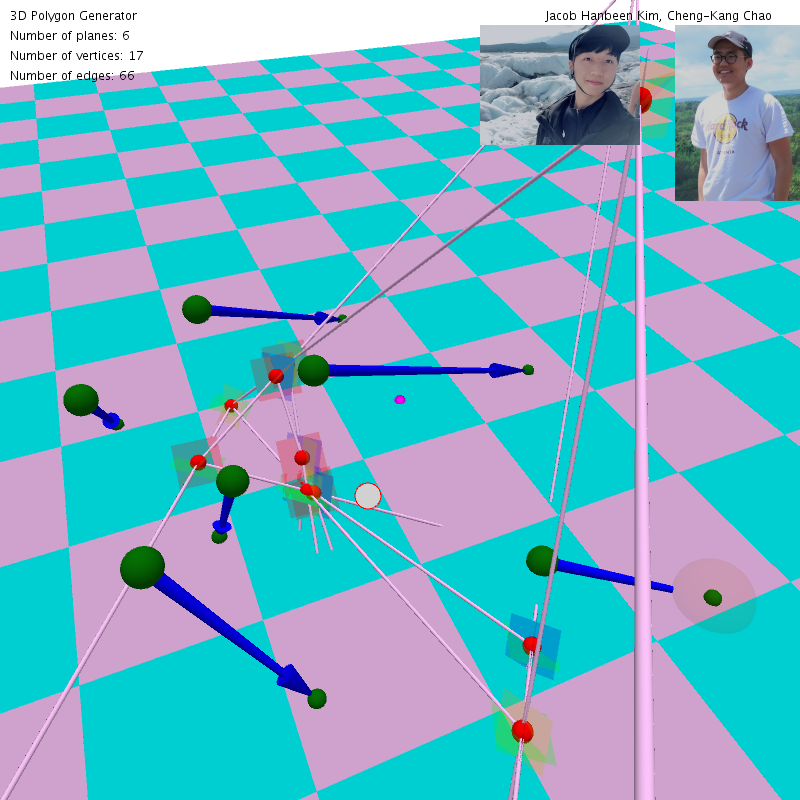 3D Polygon Generator
Jacob Hanbeen Kim, Cheng-Kang Chao
Number of planes: 6
Number of vertices: 17
Number of edges: 66